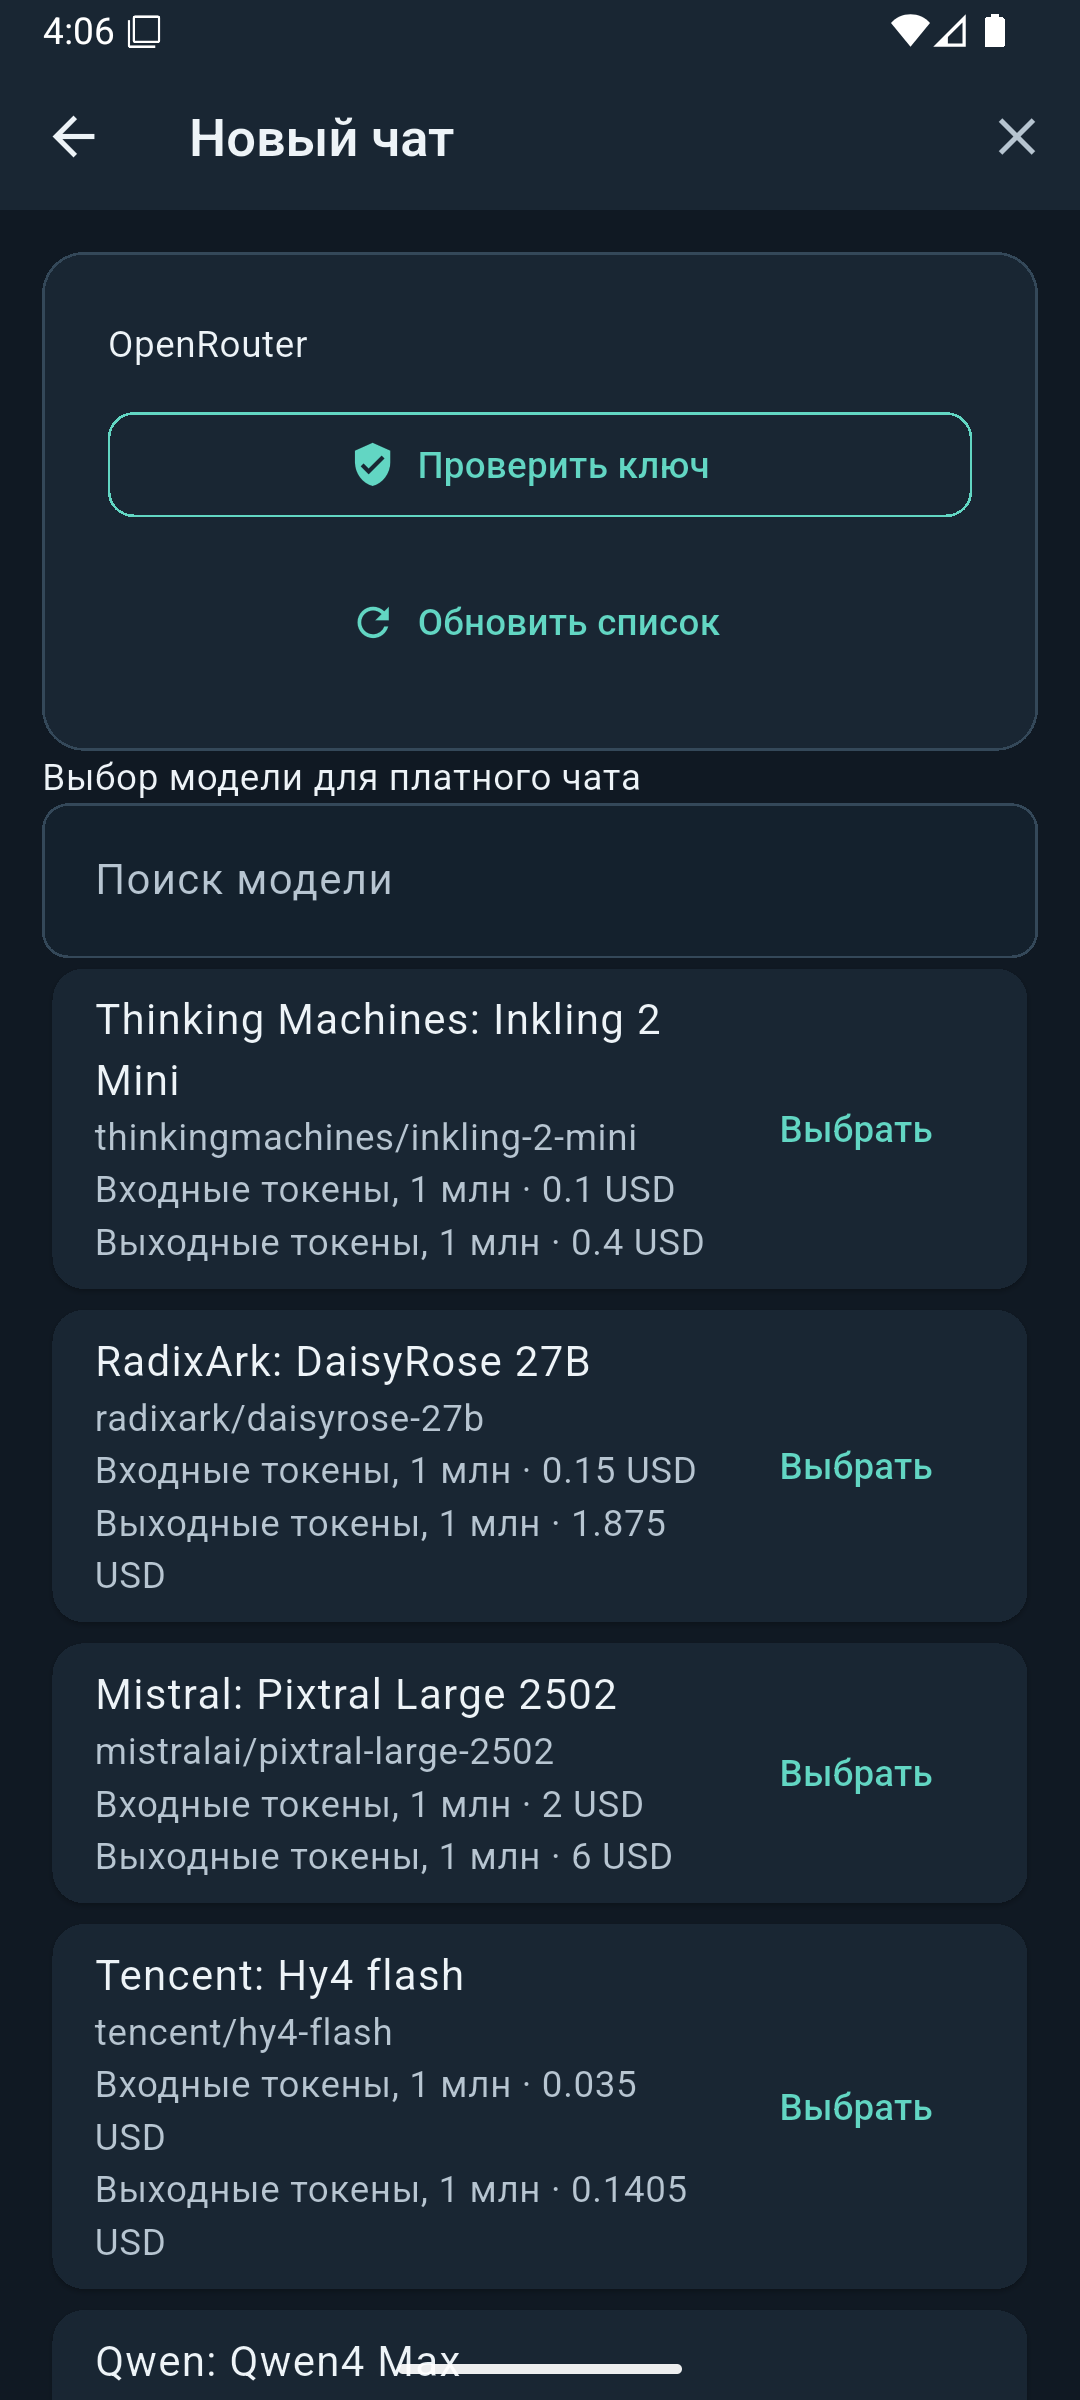 4:06
Новый чат
OpenRouter
Проверить ключ
Обновить список
Выбор модели для платного чата
Поиск модели
Thinking Machines: Inkling 2
Mini
thinkingmachines/inkling-2-mini
Входные токены, 1 млн · 0.1 USD
Выходные токены, 1 млн · 0.4 USD
Выбрать
RadixArk: DaisyRose 27B
radixark/daisyrose-27b
Входные токены, 1 млн · 0.15 USD
Выходные токены, 1 млн · 1.875
USD
Выбрать
Mistral: Pixtral Large 2502
mistralai/pixtral-large-2502
Входные токены, 1 млн · 2 USD
Выходные токены, 1 млн · 6 USD
Выбрать
Tencent: Hy4 flash
tencent/hy4-flash
Входные токены, 1 млн · 0.035
USD
Выходные токены, 1 млн · 0.1405
USD
Выбрать
Qwen: Qwen4 Max